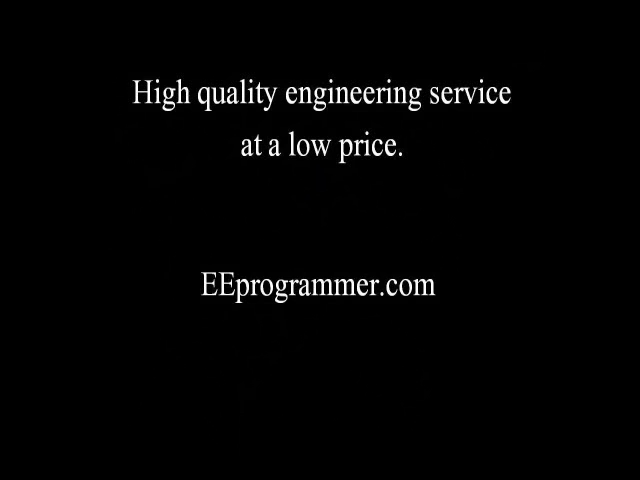 High quality engineering service
at a low price.
EEprogrammer.com